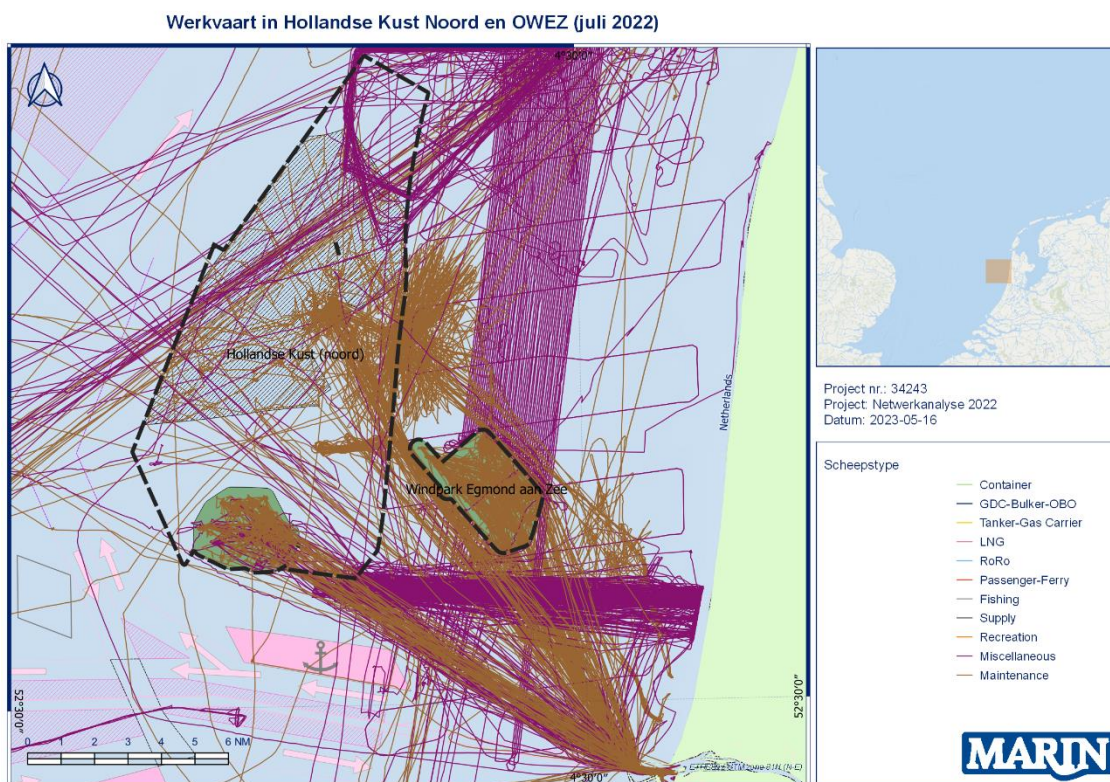 Werkvaart in Hollandse Kust Noord en OWEZ (juli 2022)
4°30'0"
Hollandse Kust (noord)
Netherlands
Windpark Egmond aan Zee
52°30'0"
52°30'0"
0 1 2 3 4 5 6 NM
4°30'0"
Project nr.: 34243
Project: Netwerkanalyse 2022
Datum: 2023-05-16
Scheepstype
Container
GDC-Bulker-OBO
Tanker-Gas Carrier
LNG
RoRo
Passenger-Ferry
Fishing
Supply
Recreation
Miscellaneous
Maintenance
MARIN